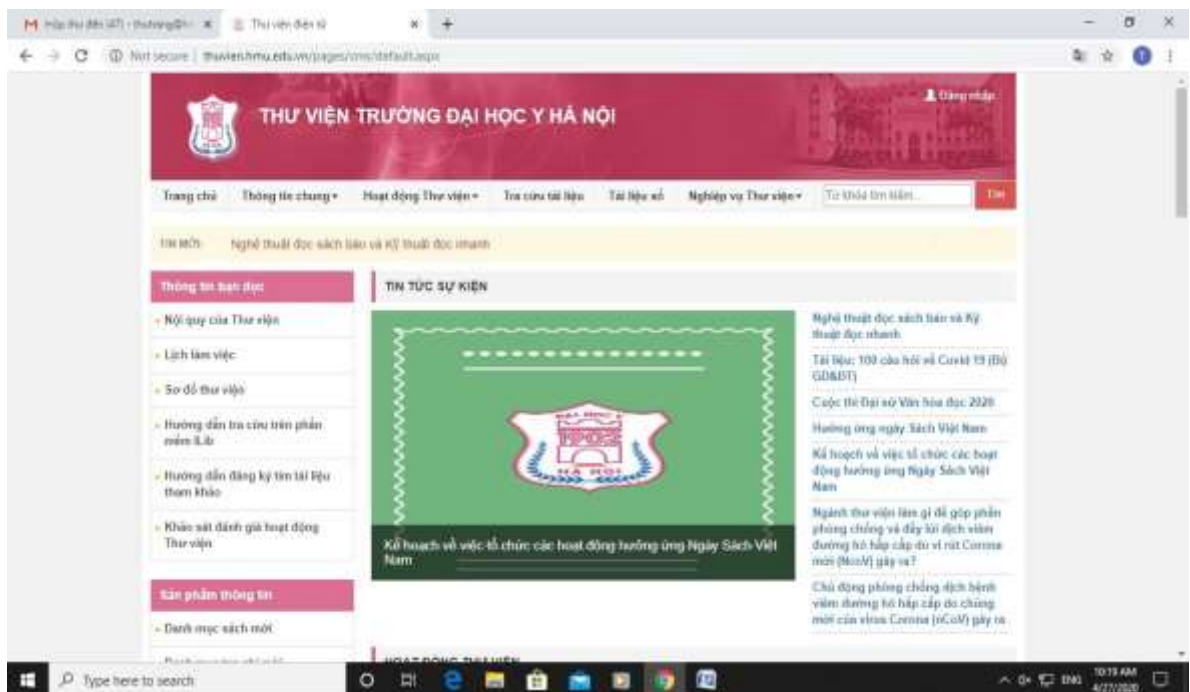 Thư viện điện tử
Not secure | thuvien.hmu.edu.vn/pages/cms/default.aspx
THƯ VIỆN TRƯỜNG ĐẠI HỌC Y HÀ NỘI
Đăng nhập
Trang chủ Thông tin chung Hoạt động Thư viện Tra cứu tài liệu Tài liệu số Nghiệp vụ Thư viện Từ khóa tìm kiếm... Tìm
TIN MỚI: Nghệ thuật đọc sách báo và Kỹ thuật đọc nhanh
Thông tin bạn đọc
Nội quy của Thư viện
Lịch làm việc
Sơ đồ thư viện
Hướng dẫn tra cứu trên phần
mềm iLib
Hướng dẫn đăng ký tìm tài liệu
tham khảo
Khảo sát đánh giá hoạt động
Thư viện
Sản phẩm thông tin
Danh mục sách mới
TIN TỨC SỰ KIỆN
ĐẠI HỌC Y
1902
HÀ NỘI
Kế hoạch về việc tổ chức các hoạt động hưởng ứng Ngày Sách Việt
Nam
Nghệ thuật đọc sách báo và Kỹ
thuật đọc nhanh
Tài liệu: 100 câu hỏi về Covid 19 (Bộ
GD&ĐT)
Cuộc thi Đại sứ Văn hóa đọc 2020
Hưởng ứng ngày Sách Việt Nam
Kế hoạch về việc tổ chức các hoạt
động hưởng ứng Ngày Sách Việt
Nam
Ngành thư viện làm gì để góp phần
phòng chống và đẩy lùi dịch viêm
đường hô hấp cấp do vi rút Corona
mới (NcoV) gây ra?
Chủ động phòng chống dịch bệnh
viêm đường hô hấp cấp do chủng
mới của virus Corona (nCoV) gây ra
HOẠT ĐỘNG THƯ VIỆN
Type here to search
ENG
10:19 AM
4/27/2020